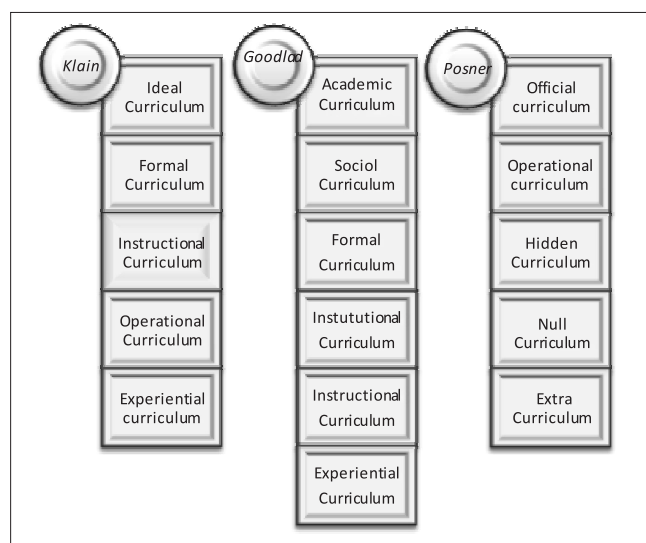 Klain
Ideal
Curriculum
Formal
Curriculum
Instructional
Curriculum
Operational
Curriculum
Experiential
curriculum
Goodlad
Academic
Curriculum
Sociol
Curriculum
Formal
Curriculum
Instututional
Curriculum
Instructional
Curriculum
Experiential
Curriculum
Posner
Official
curriculum
Operational
curriculum
Hidden
Curriculum
Null
Curriculum
Extra
Curriculum